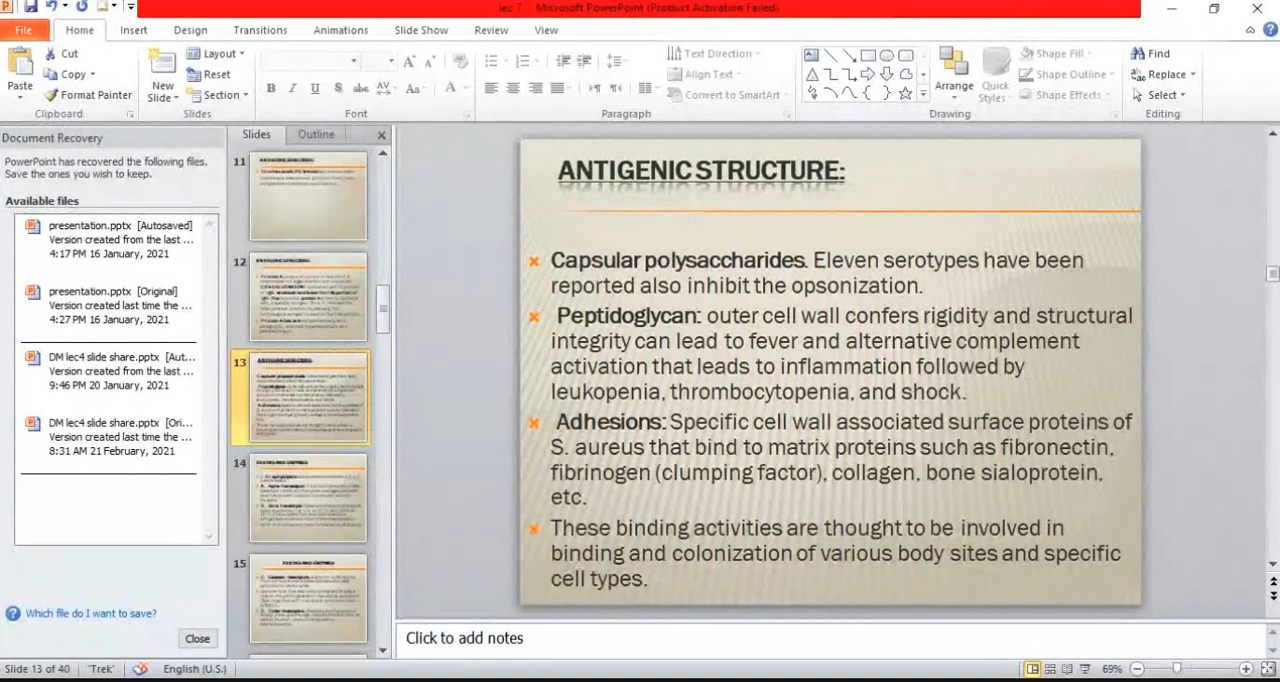 lec 7 - Microsoft PowerPoint (Product Activation Failed)
File Home Insert Design Transitions Animations Slide Show Review View
Cut
Copy
Format Painter
Paste
Clipboard
New
Slide
Layout
Reset
Section
Slides
Font
Text Direction
Align Text
Convert to SmartArt
Paragraph
Arrange
Quick
Styles
Shape Fill
Shape Outline
Shape Effects
Drawing
Find
Replace
Select
Editing
Document Recovery
PowerPoint has recovered the following files.
Save the ones you wish to keep.
Available files
presentation.pptx [Autosaved]
Version created from the last ...
4:17 PM 16 January, 2021
presentation.pptx [Original]
Version created last time the ...
4:27 PM 16 January, 2021
DM lec4 slide share.pptx [Aut...
Version created from the last ...
9:46 PM 20 January, 2021
DM lec4 slide share.pptx [Ori...
Version created last time the ...
8:31 AM 21 February, 2021
Which file do I want to save?
Close
Slides Outline
11
12
13
14
15
ANTIGENIC STRUCTURE:
Capsular polysaccharides. Eleven serotypes have been
reported also inhibit the opsonization.
Peptidoglycan: outer cell wall confers rigidity and structural
integrity can lead to fever and alternative complement
activation that leads to inflammation followed by
leukopenia, thrombocytopenia, and shock.
Adhesions: Specific cell wall associated surface proteins of
S. aureus that bind to matrix proteins such as fibronectin,
fibrinogen (clumping factor), collagen, bone sialoprotein,
etc.
These binding activities are thought to be involved in
binding and colonization of various body sites and specific
cell types.
Click to add notes
Slide 13 of 40 'Trek' English (U.S.) 69%